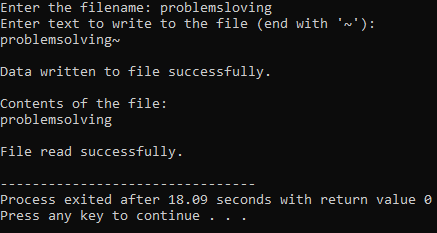 Enter the filename: problemsloving
Enter text to write to the file (end with '~'):
problemsolving~
Data written to file successfully.
Contents of the file:
problemsolving
File read successfully.
--------------------------------
Process exited after 18.09 seconds with return value 0
Press any key to continue . . .